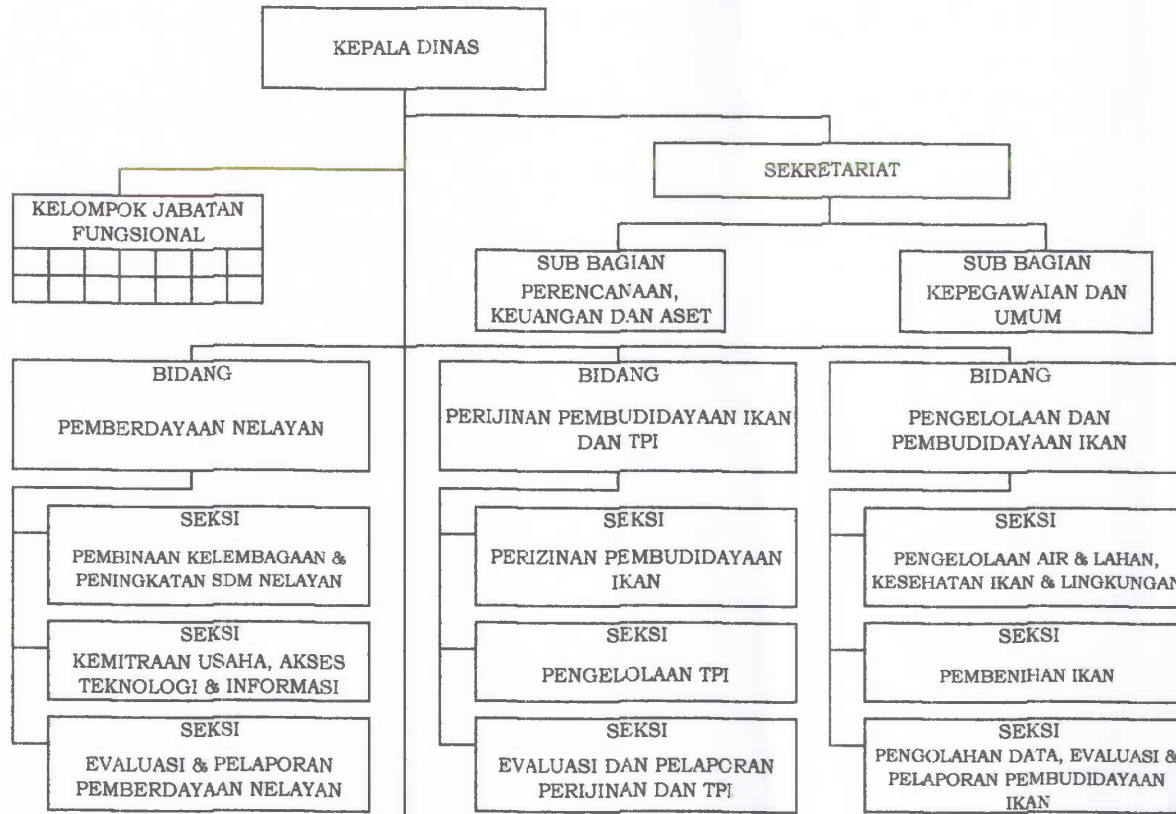 KEPALA DINAS
SEKRETARIAT
KELOMPOK JABATAN
FUNGSIONAL
SUB BAGIAN
PERENCANAAN,
KEUANGAN DAN ASET
SUB BAGIAN
KEPEGAWAIAN DAN
UMUM
BIDANG
PEMBERDAYAAN NELAYAN
BIDANG
PERIJINAN PEMBUDIDAYAAN IKAN
DAN TPI
BIDANG
PENGELOLAAN DAN
PEMBUDIDAYAAN IKAN
SEKSI
PEMBINAAN KELEMBAGAAN &
PENINGKATAN SDM NELAYAN
SEKSI
PERIZINAN PEMBUDIDAYAAN
IKAN
SEKSI
PENGELOLAAN AIR & LAHAN,
KESEHATAN IKAN & LINGKUNGAN
SEKSI
KEMITRAAN USAHA, AKSES
TEKNOLOGI & INFORMASI
SEKSI
PENGELOLAAN TPI
SEKSI
PEMBENIHAN IKAN
SEKSI
EVALUASI & PELAPORAN
PEMBERDAYAAN NELAYAN
SEKSI
EVALUASI DAN PELAPORAN
PERIJINAN DAN TPI
SEKSI
PENGOLAHAN DATA, EVALUASI &
PELAPORAN PEMBUDIDAYAAN
IKAN